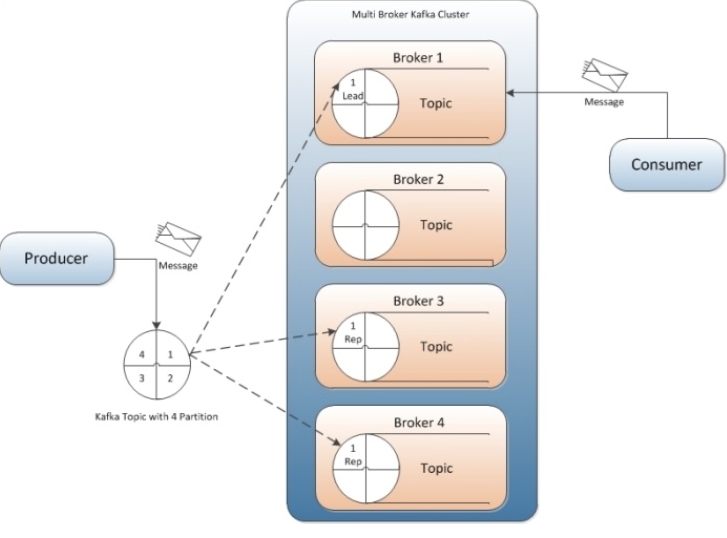 Multi Broker Kafka Cluster
Broker 1
1
Lead
Topic
Message
Consumer
Broker 2
Topic
Producer
Message
Broker 3
1
Rep
Topic
4 1
3 2
Kafka Topic with 4 Partition
Broker 4
1
Rep
Topic